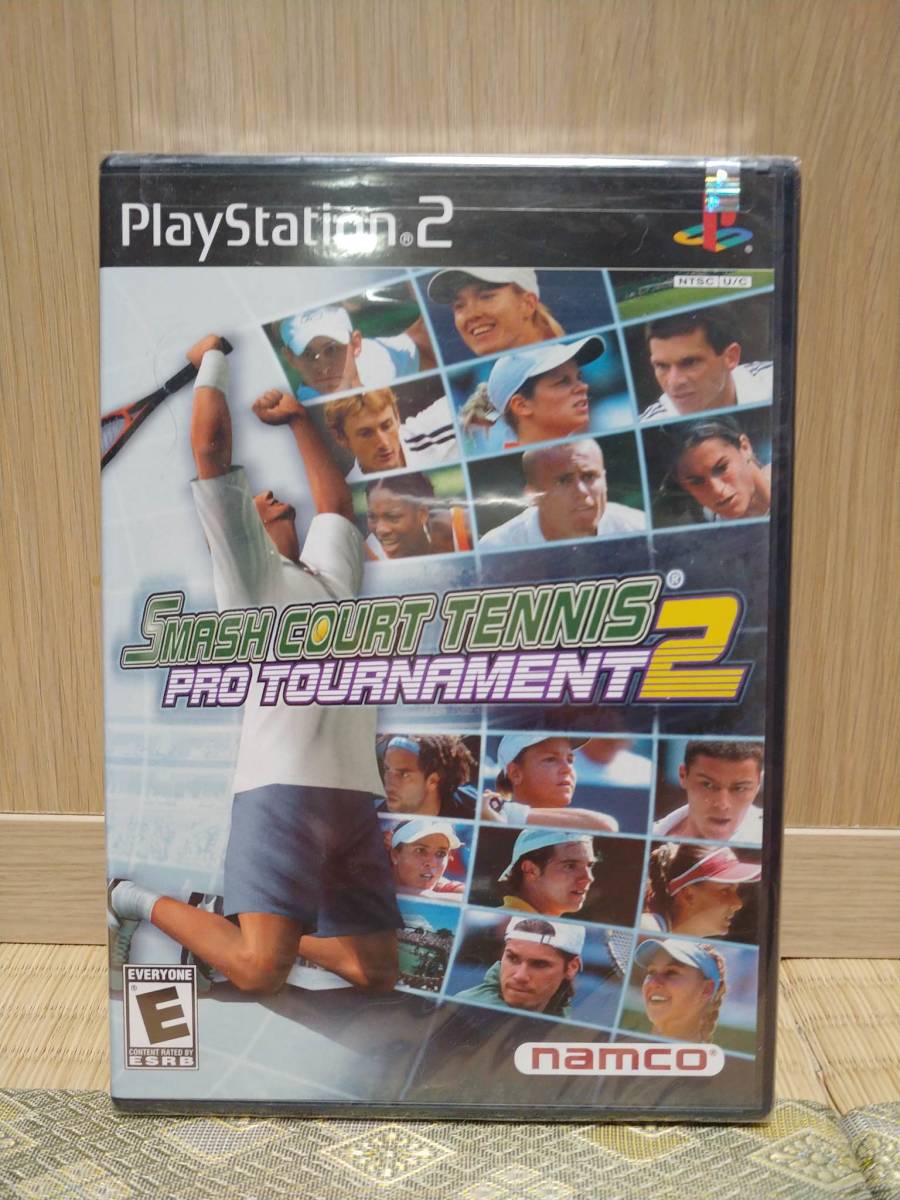 PlayStation®2
®
NTSC U/C
SMASH COURT TENNIS®
PRO TOURNAMENT 2
EVERYONE
®
E
CONTENT RATED BY
ESRB
namco®